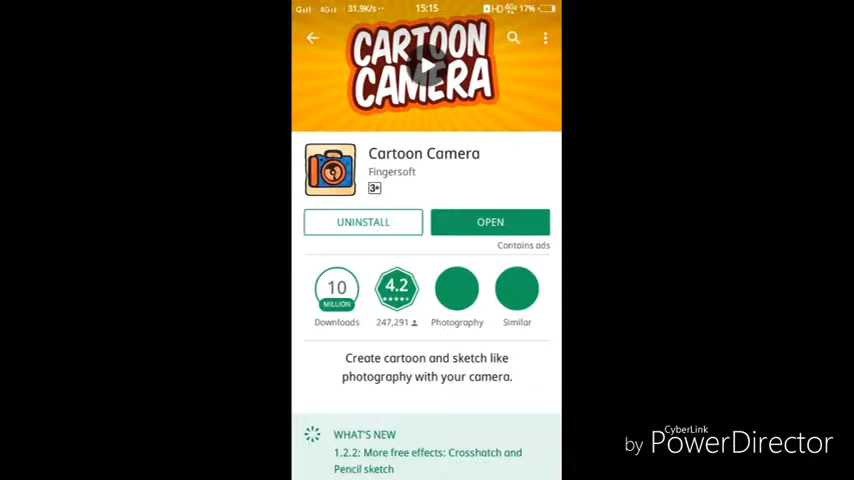 31.9K/s
15:15
17%
CARTOON
CAMERA
Cartoon Camera
Fingersoft
3+
UNINSTALL
OPEN
Contains ads
10
MILLION
4.2
Downloads
247,291
Photography
Similar
Create cartoon and sketch like
photography with your camera.
WHAT'S NEW
1.2.2: More free effects: Crosshatch and
Pencil sketch
CyberLink
by PowerDirector